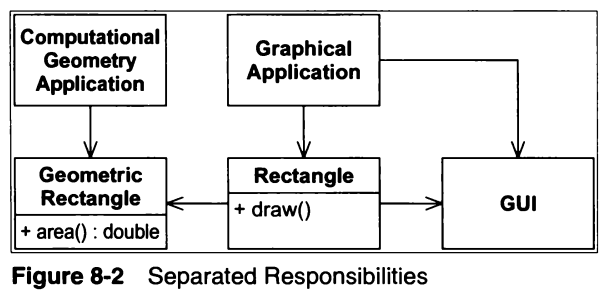 Computational
Geometry
Application
Graphical
Application
Geometric
Rectangle
+ area() : double
Rectangle
+ draw()
GUI
Figure 8-2 Separated Responsibilities